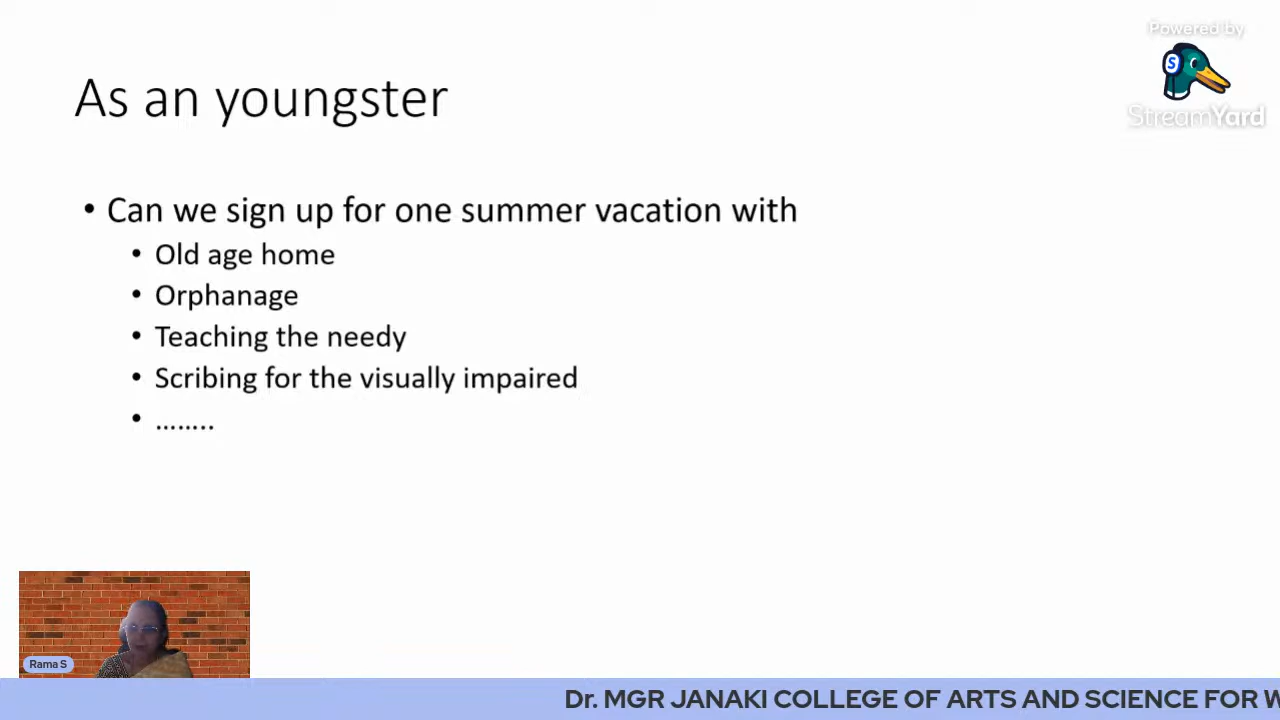 Powered by
StreamYard
As an youngster
• Can we sign up for one summer vacation with
• Old age home
• Orphanage
• Teaching the needy
• Scribing for the visually impaired
• ……..
Rama S
Dr. MGR JANAKI COLLEGE OF ARTS AND SCIENCE FOR W